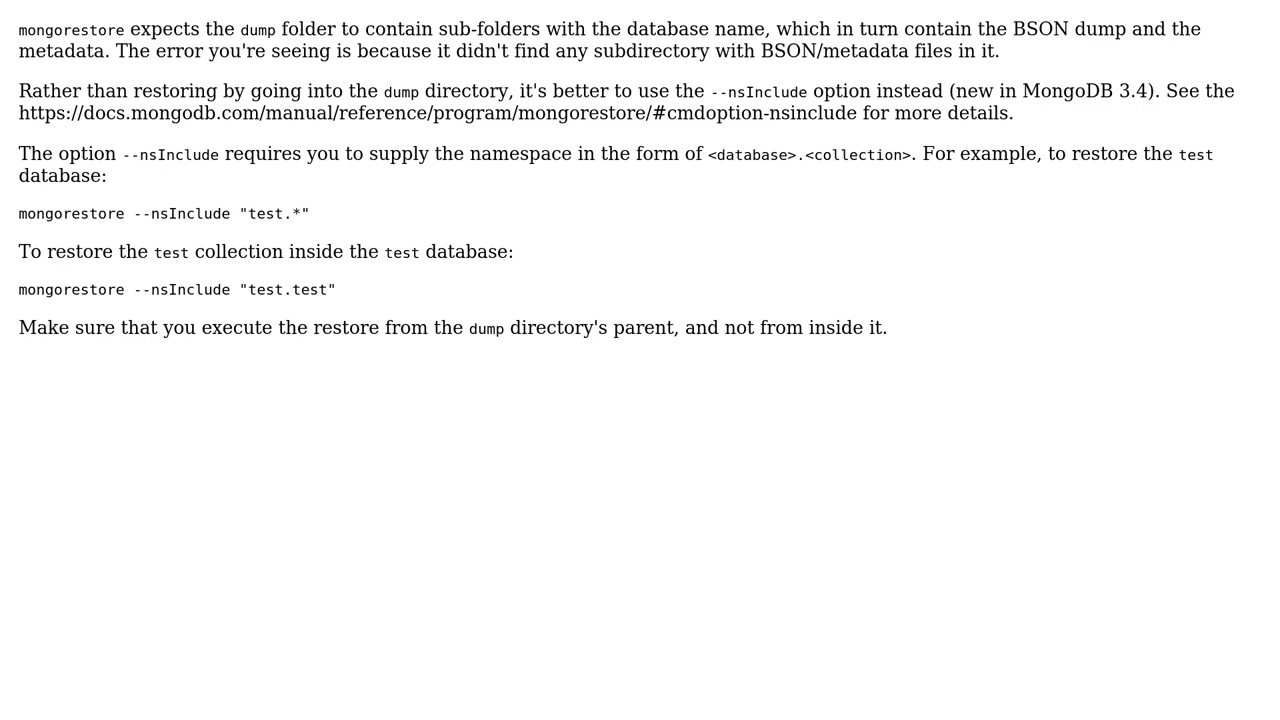 mongorestore expects the dump folder to contain sub-folders with the database name, which in turn contain the BSON dump and the
metadata. The error you're seeing is because it didn't find any subdirectory with BSON/metadata files in it.
Rather than restoring by going into the dump directory, it's better to use the --nsInclude option instead (new in MongoDB 3.4). See the
https://docs.mongodb.com/manual/reference/program/mongorestore/#cmdoption-nsinclude for more details.
The option --nsInclude requires you to supply the namespace in the form of <database>.<collection>. For example, to restore the test
database:
mongorestore --nsInclude "test.*"
To restore the test collection inside the test database:
mongorestore --nsInclude "test.test"
Make sure that you execute the restore from the dump directory's parent, and not from inside it.